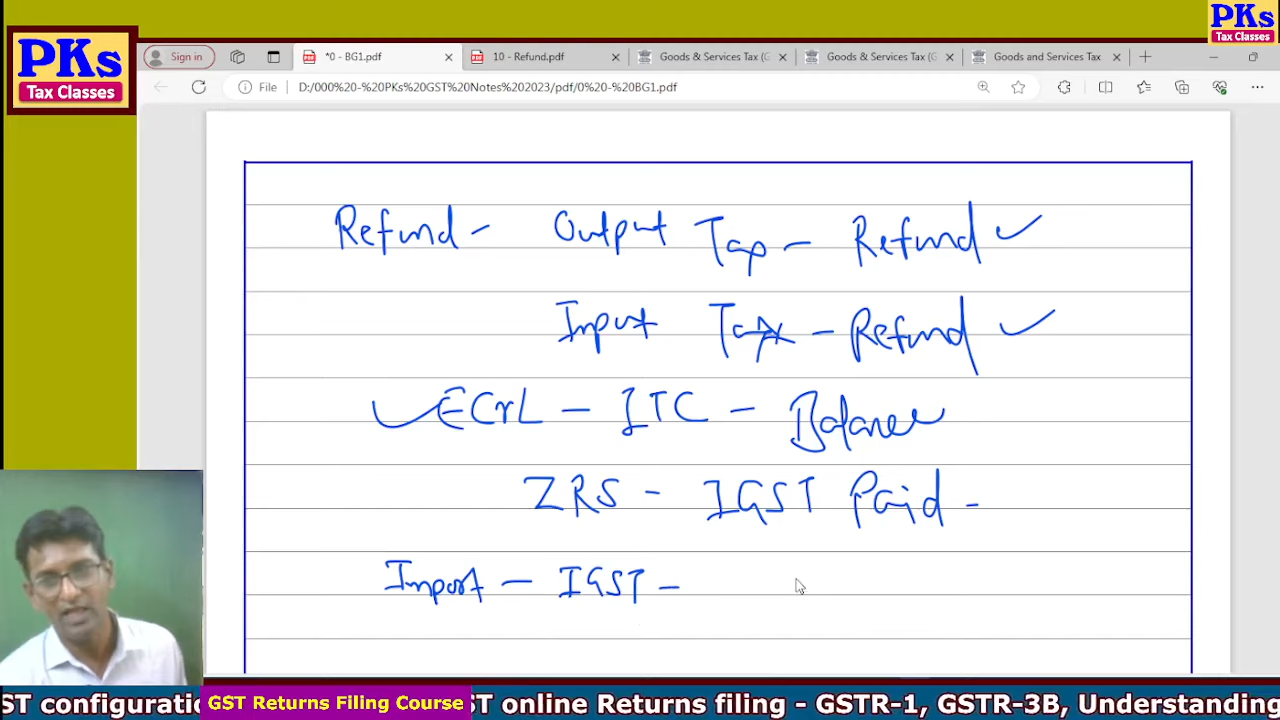 PKs
Tax Classes
PKs
Tax Classes
Sign in
*0 - BG1.pdf
10 - Refund.pdf
Goods & Services Tax (G
Goods & Services Tax (G
Goods and Services Tax
File
D:/000%20-%20PKs%20GST%20Notes%202023/pdf/0%20-%20BG1.pdf
Refund - Output Tax - Refund ✓
Input Tax - Refund ✓
✓ ECrL - ITC - Balance
ZRS - IGST Paid -
Import - IGST -
ST configuratio
GST Returns Filing Course
ST online Returns filing - GSTR-1, GSTR-3B, Understanding